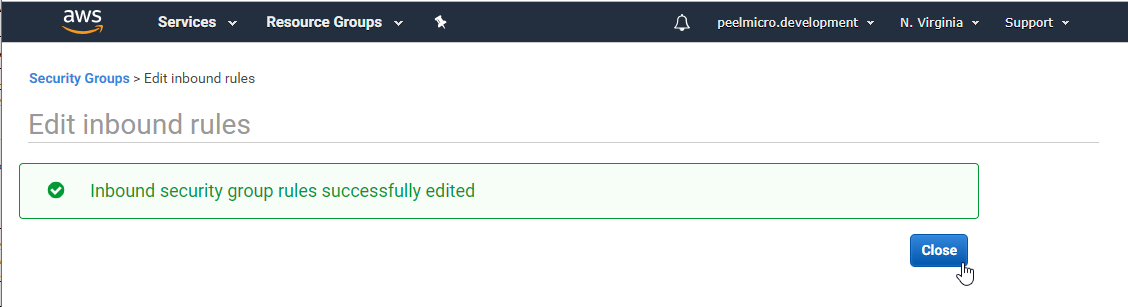 aws Services Resource Groups peelmicro.development N. Virginia Support
Security Groups > Edit inbound rules
Edit inbound rules
Inbound security group rules successfully edited
Close